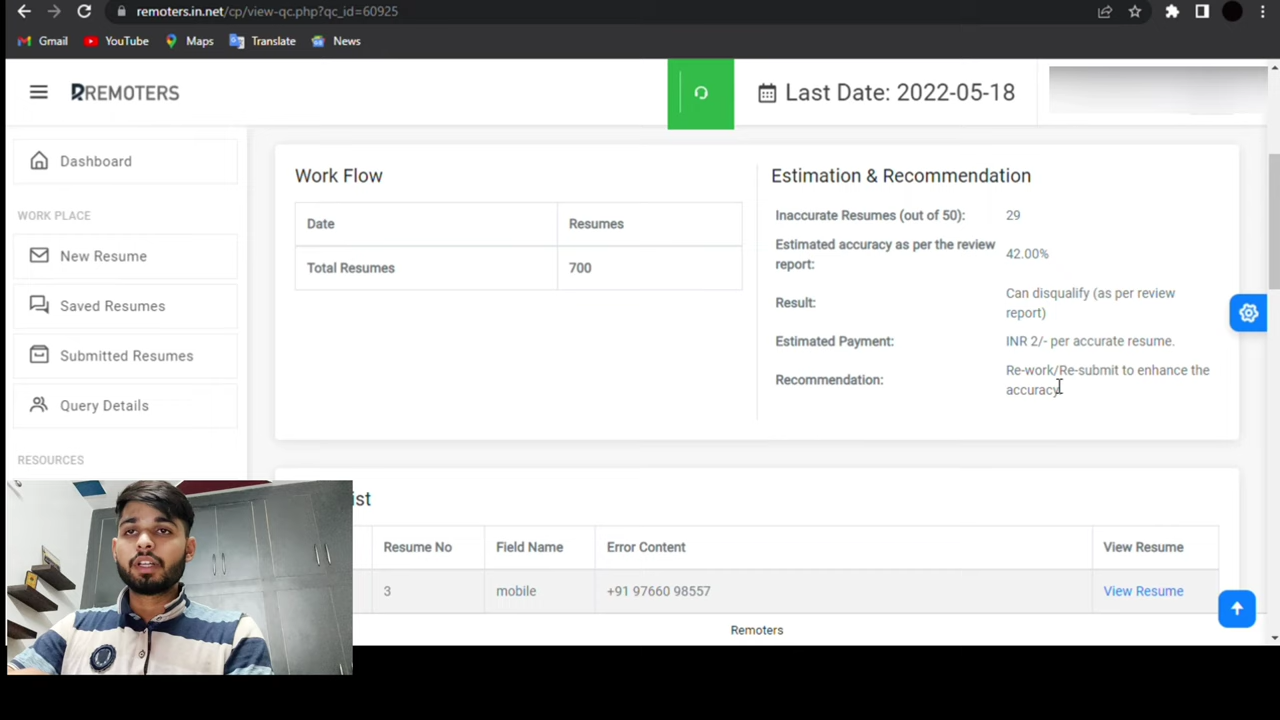 remoters.in.net/cp/view-qc.php?qc_id=60925
Gmail YouTube Maps Translate News
REMOTERS
Last Date: 2022-05-18
Dashboard
WORK PLACE
New Resume
Saved Resumes
Submitted Resumes
Query Details
RESOURCES
Work Flow
Date Resumes
Total Resumes 700
Estimation & Recommendation
Inaccurate Resumes (out of 50): 29
Estimated accuracy as per the review
report:
42.00%
Result:
Can disqualify (as per review
report)
Estimated Payment: INR 2/- per accurate resume.
Recommendation:
Re-work/Re-submit to enhance the
accuracy.
ist
Resume No Field Name Error Content View Resume
3 mobile +91 97660 98557 View Resume
Remoters